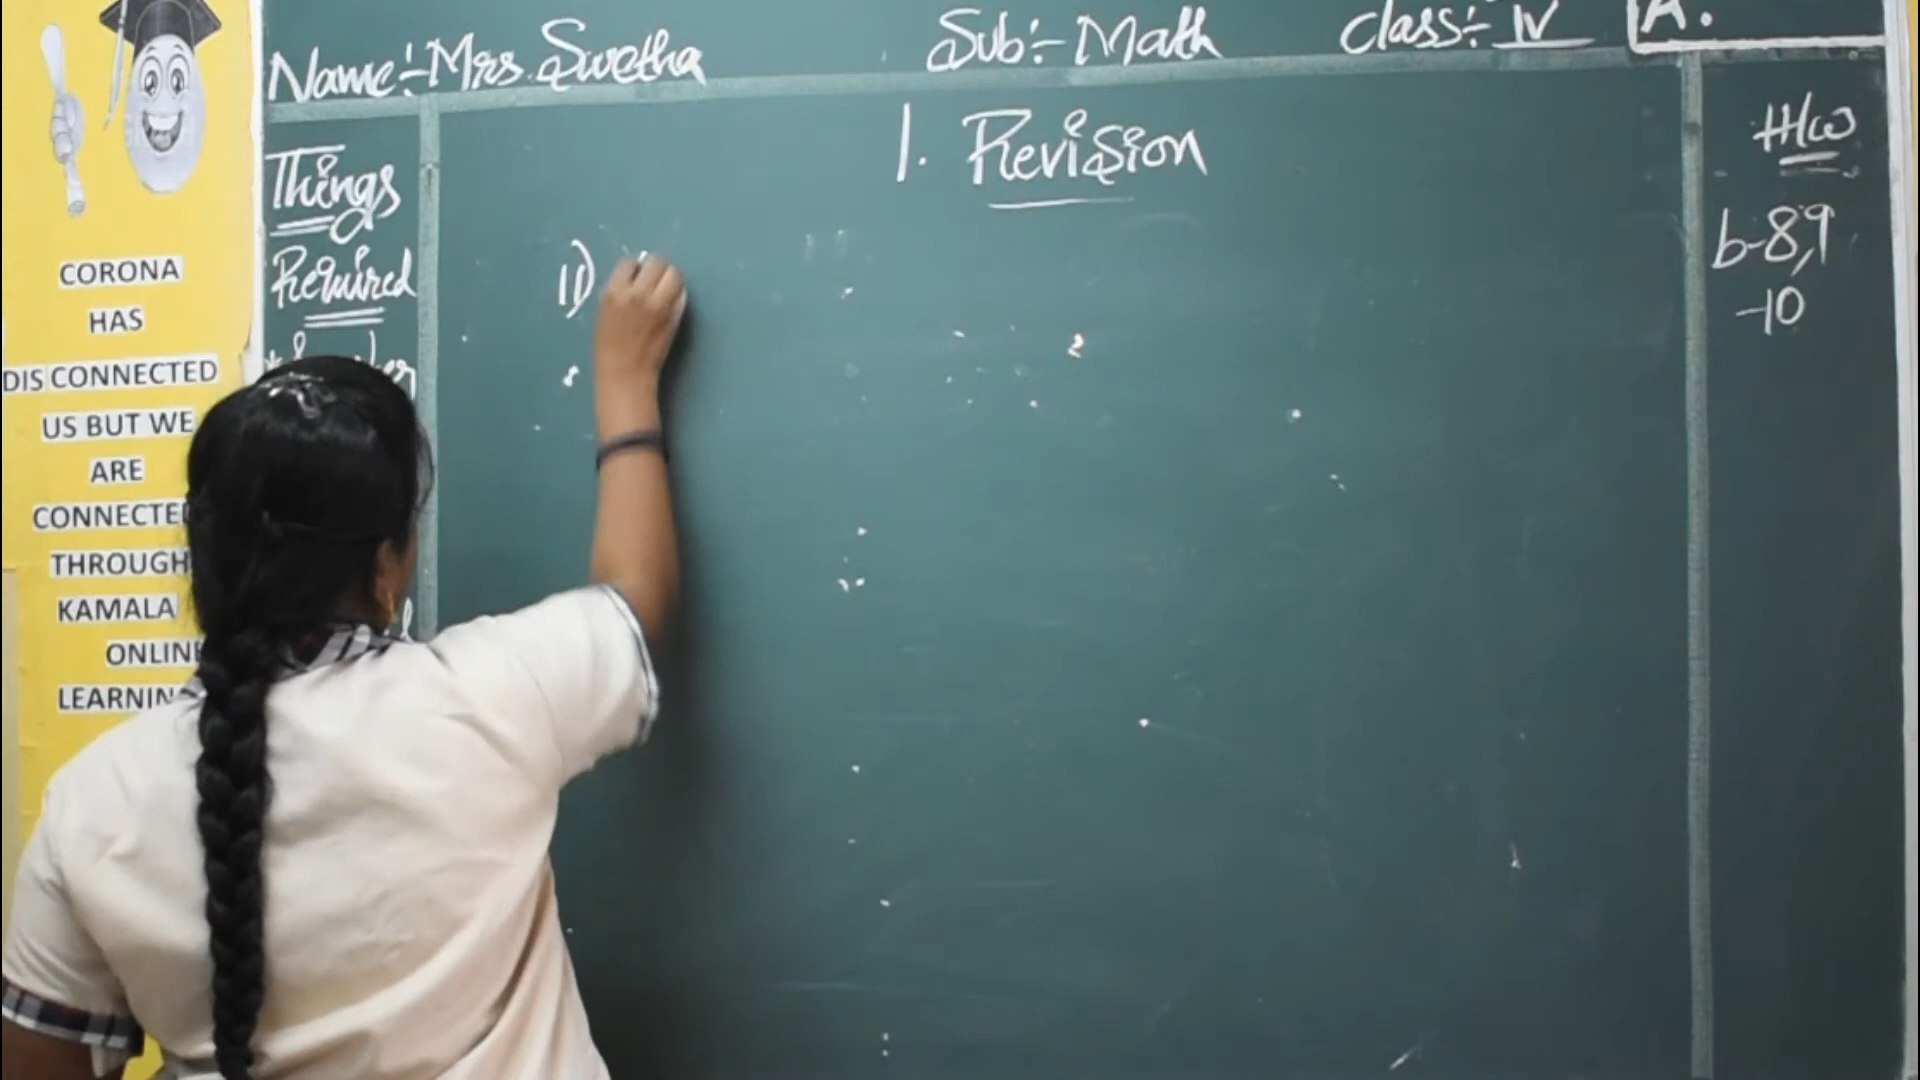 CORONA
HAS
DIS CONNECTED
US BUT WE
ARE
CONNECTED
THROUGH
KAMALA
ONLINE
LEARNING
Name:- Mrs. Swetha Sub:- Math Class:- IV A.
Things
Required
1. Revision
11)
H/w
b-8,9
-10